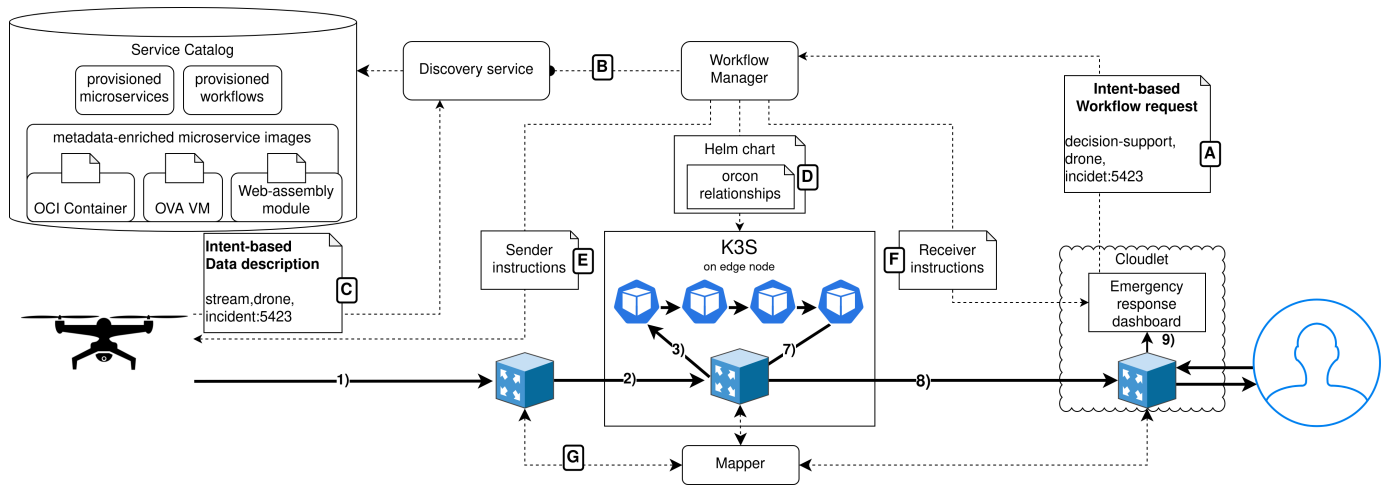 Service Catalog
provisioned
microservices
provisioned
workflows
metadata-enriched microservice images
OCI Container
OVA VM
Web-assembly
module
Discovery service
B
Workflow
Manager
Intent-based
Workflow request
decision-support,
drone,
incidet:5423
A
Helm chart
orcon
relationships
D
Intent-based
Data description
stream,drone,
incident:5423
C
Sender
instructions
E
K3S
on edge node
F
Receiver
instructions
Cloudlet
Emergency
response
dashboard
3)
7)
9)
1)
2)
8)
G
Mapper